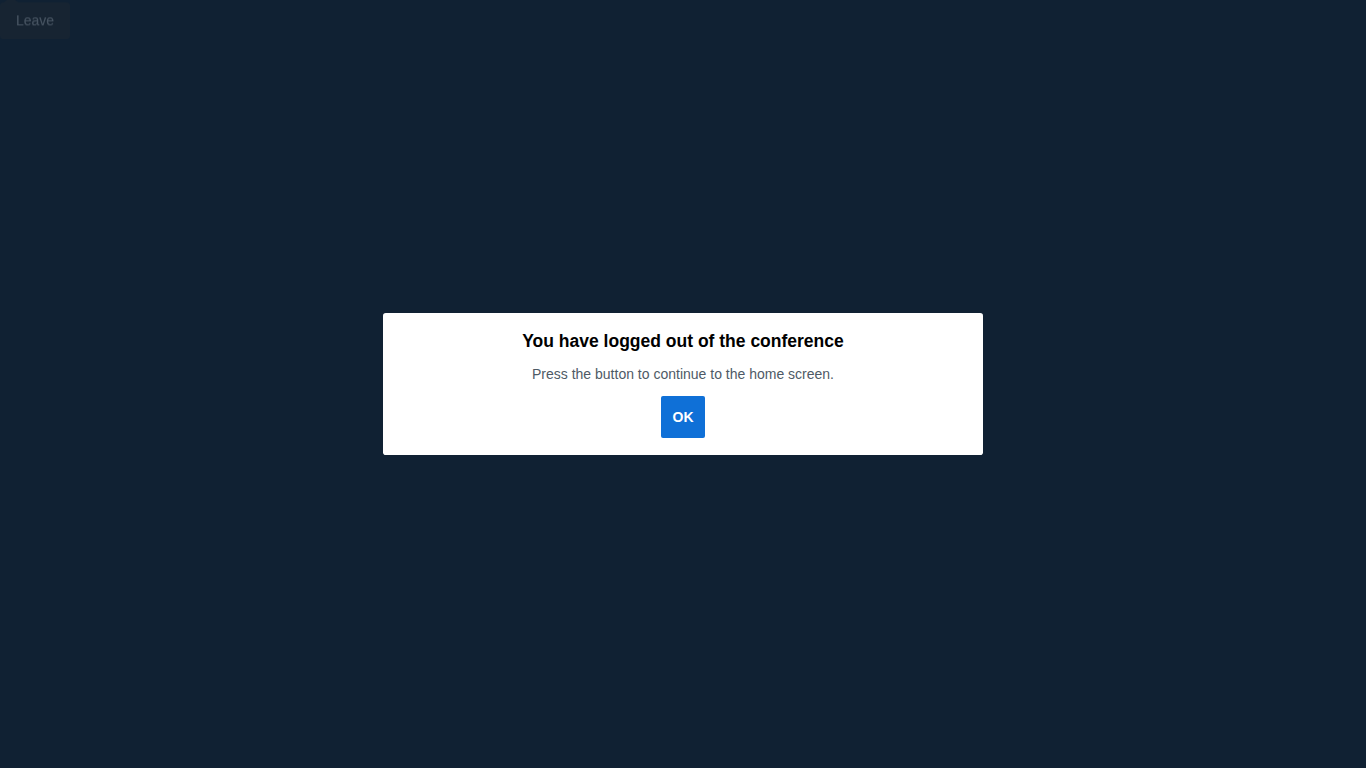 Leave
You have logged out of the conference
Press the button to continue to the home screen.
OK